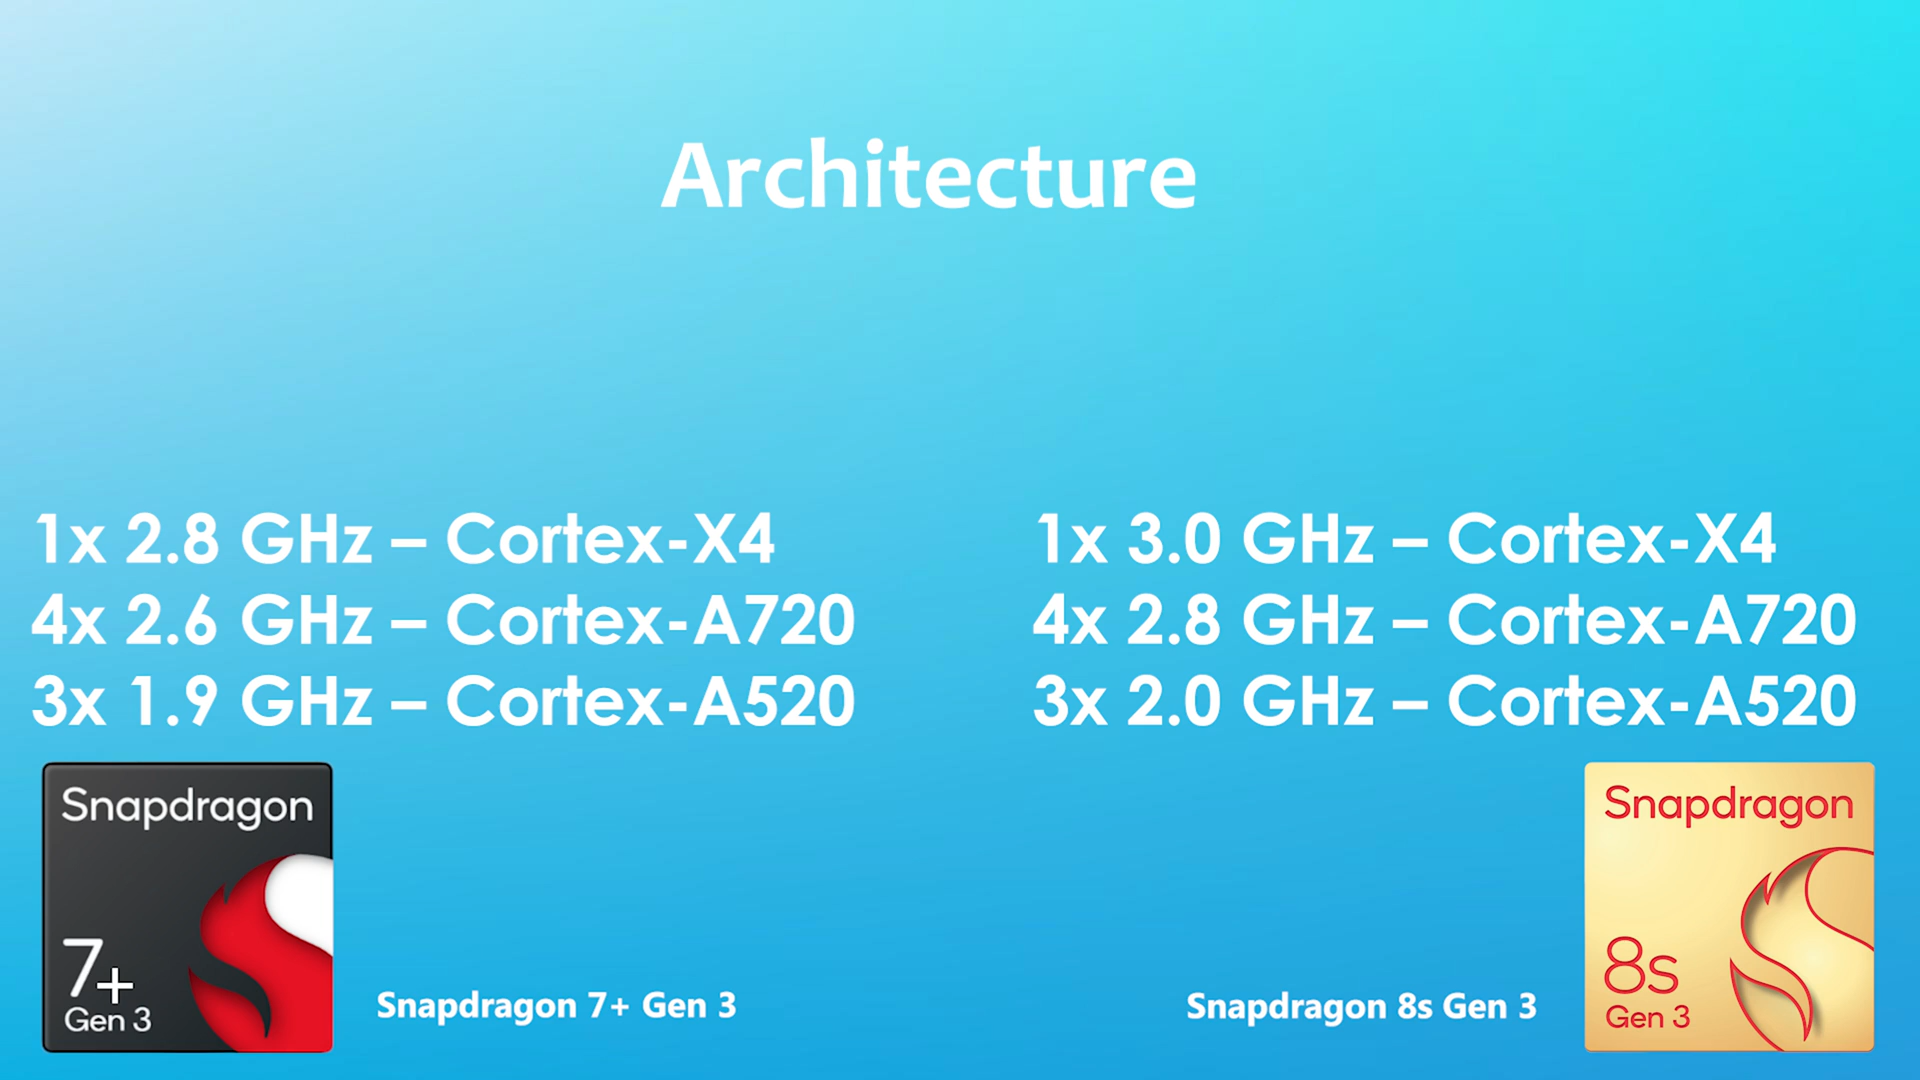 Architecture
1x 2.8 GHz – Cortex-X4
4x 2.6 GHz – Cortex-A720
3x 1.9 GHz – Cortex-A520
1x 3.0 GHz – Cortex-X4
4x 2.8 GHz – Cortex-A720
3x 2.0 GHz – Cortex-A520
Snapdragon
7+
Gen 3
Snapdragon 7+ Gen 3
Snapdragon 8s Gen 3
Snapdragon
8s
Gen 3